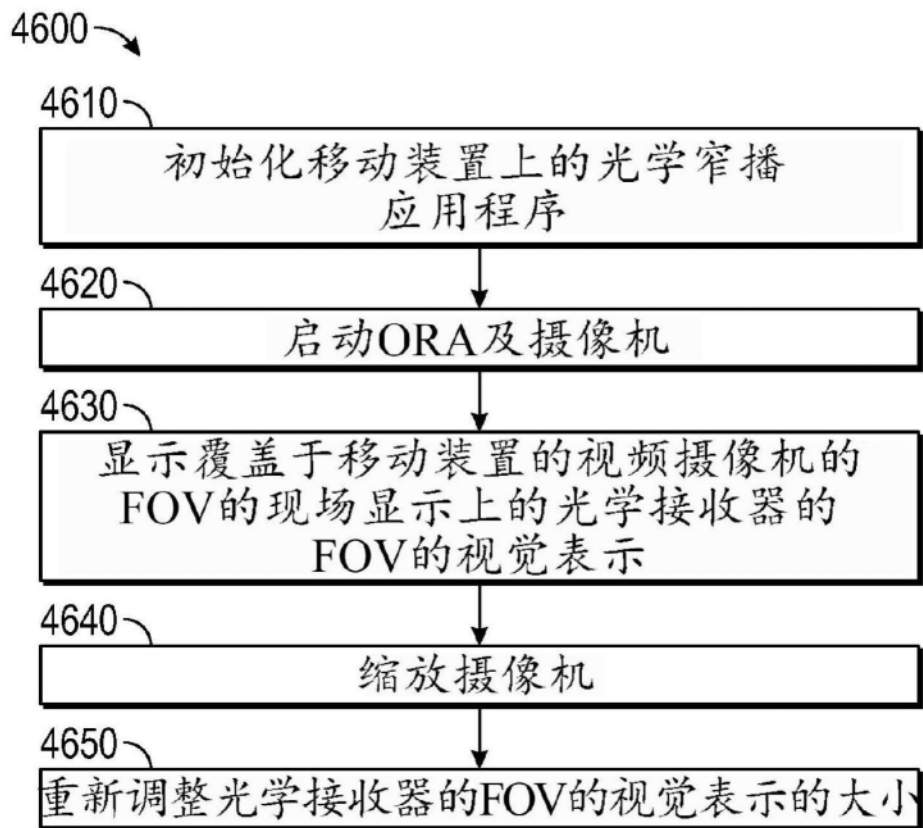 4600
4610
初始化移动装置上的光学窄播
应用程序
4620
启动ORA及摄像机
4630
显示覆盖于移动装置的视频摄像机的
FOV的现场显示上的光学接收器的
FOV的视觉表示
4640
缩放摄像机
4650
重新调整光学接收器的FOV的视觉表示的大小